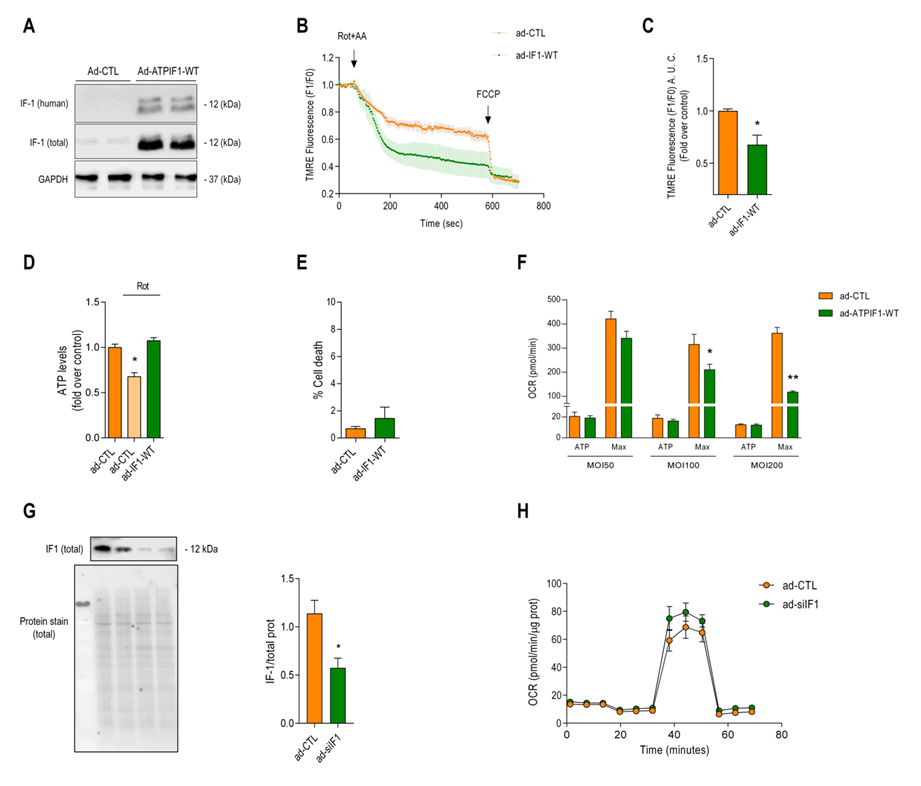 A
Ad-CTL Ad-ATPIF1-WT
IF-1 (human) - 12 (kDa)
IF-1 (total) - 12 (kDa)
GAPDH - 37 (kDa)
B
ad-CTL
ad-IF1-WT
Rot+AA
FCCP
TMRE Fluorescence (F1/F0)
1.2
1.0
0.8
0.6
0.4
0.2
0 200 400 600 800
Time (sec)
C
TMRE Fluorescence (F1/F0) A. U. C.
(Fold over control)
1.5
1.0
0.5
*
ad-CTL
ad-IF1-WT
D
Rot
ATP levels
(fold over control)
1.5
1.0
0.5
0.0
*
ad-CTL
ad-CTL
ad-IF1-WT
E
% Cell death
10
8
6
4
2
0
ad-CTL
ad-IF1-WT
F
ad-CTL
ad-ATPIF1-WT
OCR (pmol/min)
500
400
300
200
100
20
0
*
**
ATP Max ATP Max ATP Max
MOI50 MOI100 MOI200
G
IF1 (total) - 12 kDa
Protein stain
(total)
IF-1/total prot
1.5
1.0
0.5
0.0
*
ad-CTL
ad-siIF1
H
ad-CTL
ad-siIF1
OCR (pmol/min/µg prot)
100
80
60
40
20
0
0 20 40 60 80
Time (minutes)